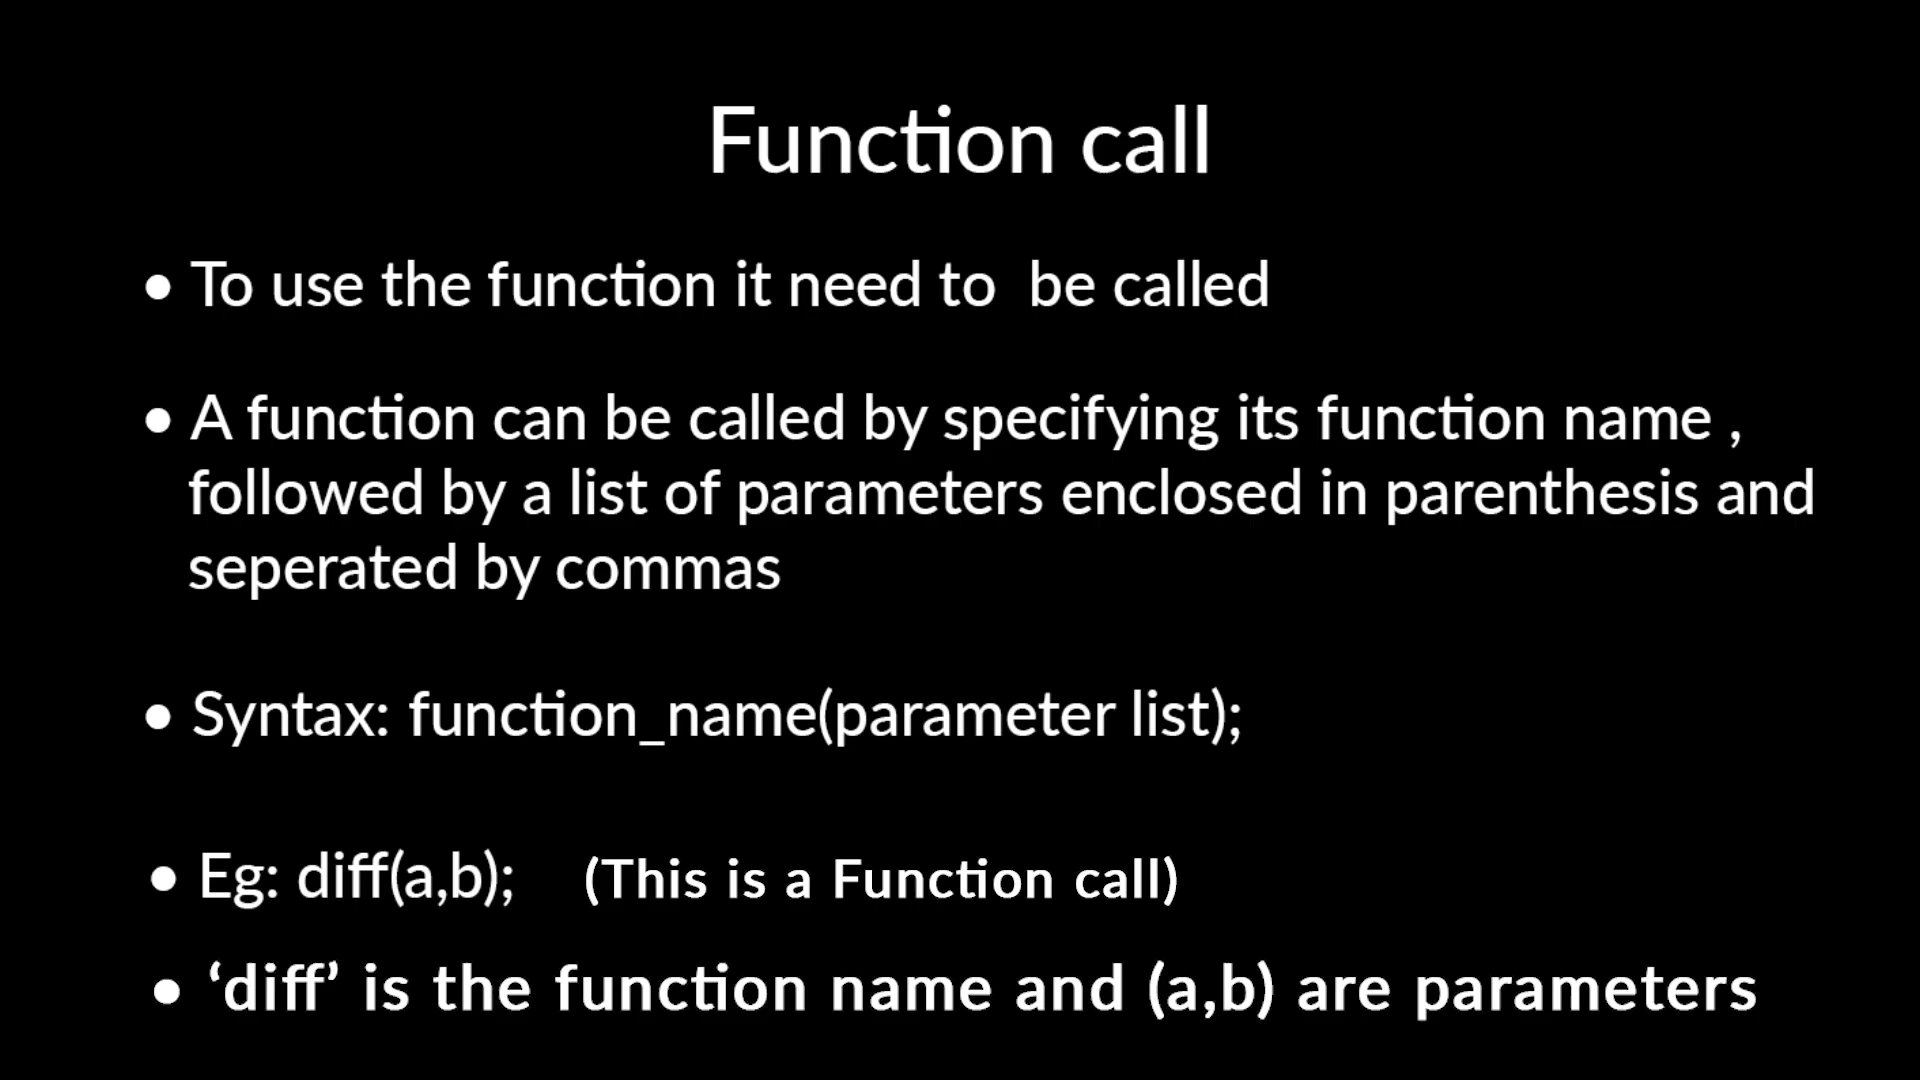 Function call
• To use the function it need to  be called
• A function can be called by specifying its function name ,
followed by a list of parameters enclosed in parenthesis and
seperated by commas
• Syntax: function_name(parameter list);
• Eg: diff(a,b);    (This is a Function call)
• ‘diff’ is the function name and (a,b) are parameters